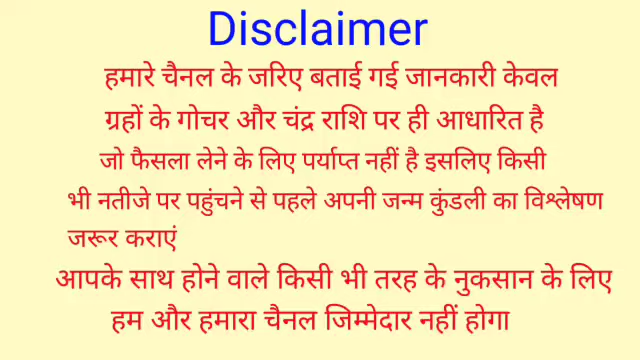 Disclaimer
हमारे चैनल के जरिए बताई गई जानकारी केवल
ग्रहों के गोचर और चंद्र राशि पर ही आधारित है
जो फैसला लेने के लिए पर्याप्त नहीं है इसलिए किसी
भी नतीजे पर पहुंचने से पहले अपनी जन्म कुंडली का विश्लेषण
जरूर कराएं
आपके साथ होने वाले किसी भी तरह के नुकसान के लिए
हम और हमारा चैनल जिम्मेदार नहीं होगा